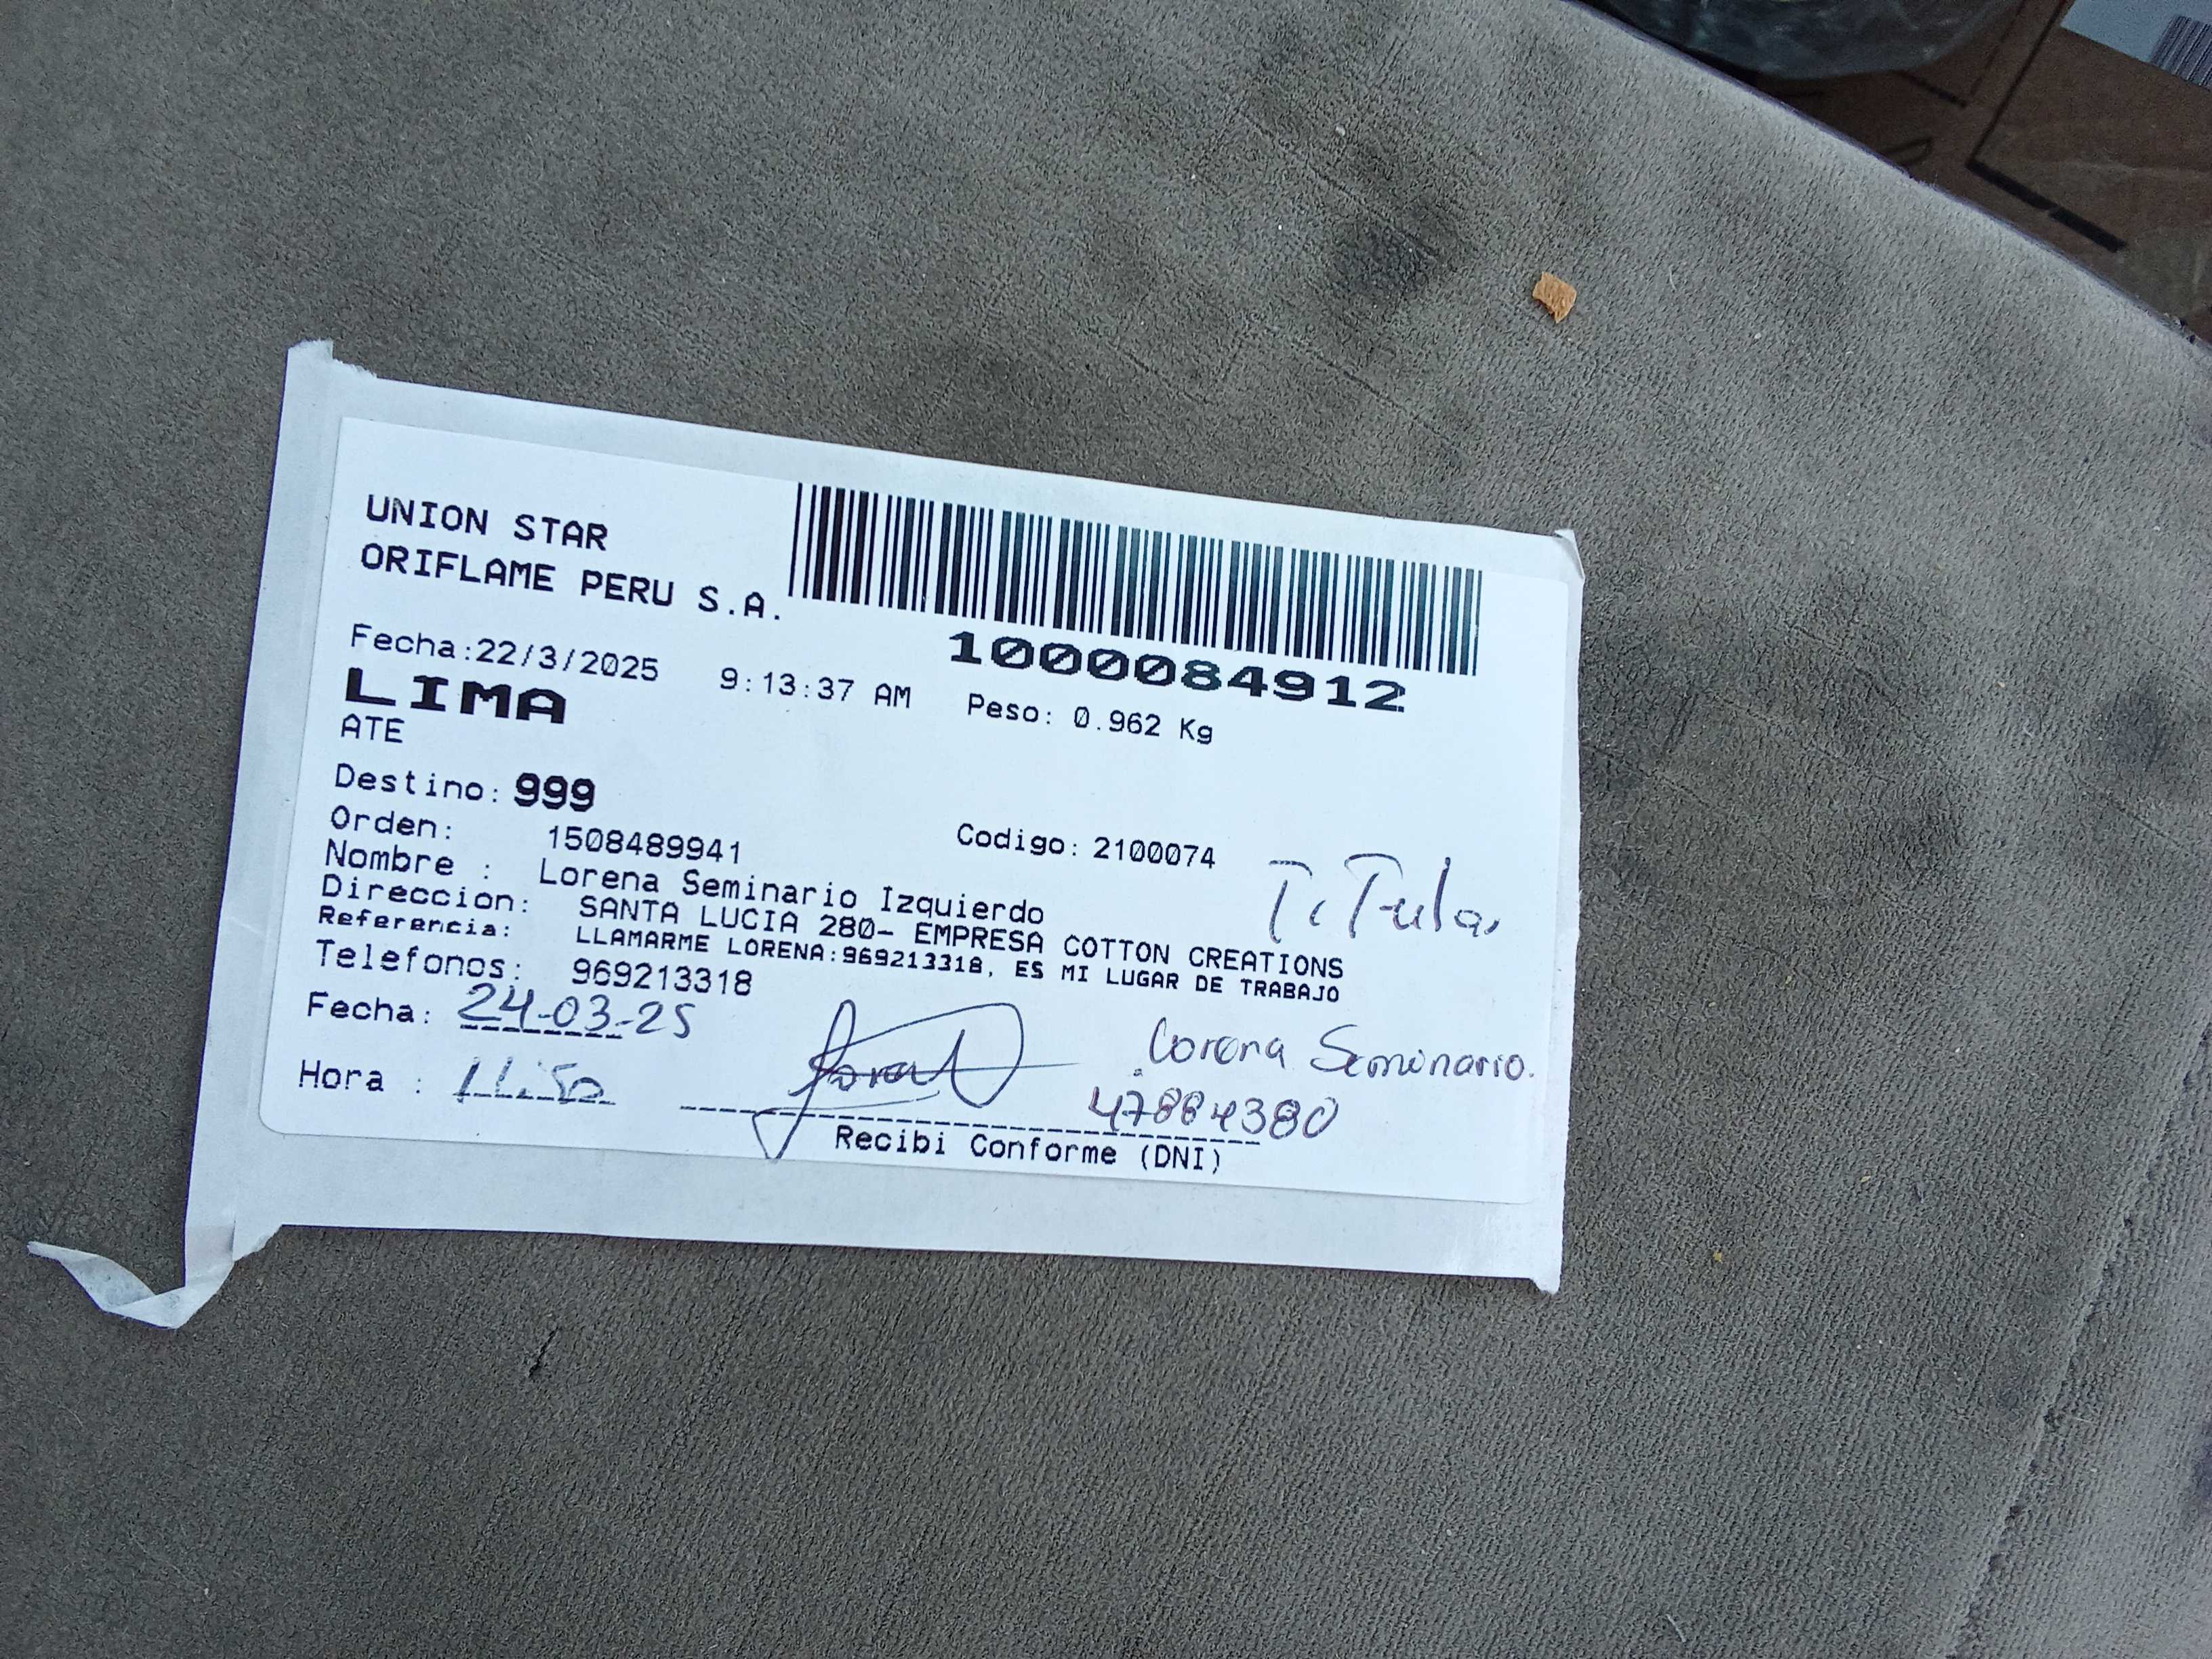 UNION STAR
ORIFLAME PERU S.A.
1000084912
Fecha:22/3/2025 9:13:37 AM Peso: 0.962 Kg
LIMA
ATE
Destino: 999
Orden: 1508489941 Codigo: 2100074
Nombre : Lorena Seminario Izquierdo
Titular
Direccion: SANTA LUCIA 280- EMPRESA COTTON CREATIONS
Referencia: LLAMARME LORENA:969213318, ES MI LUGAR DE TRABAJO
Telefonos: 969213318
Fecha: 24-03-25
Lorena Seminario.
Hora : 11:50
47884380
Recibi Conforme (DNI)